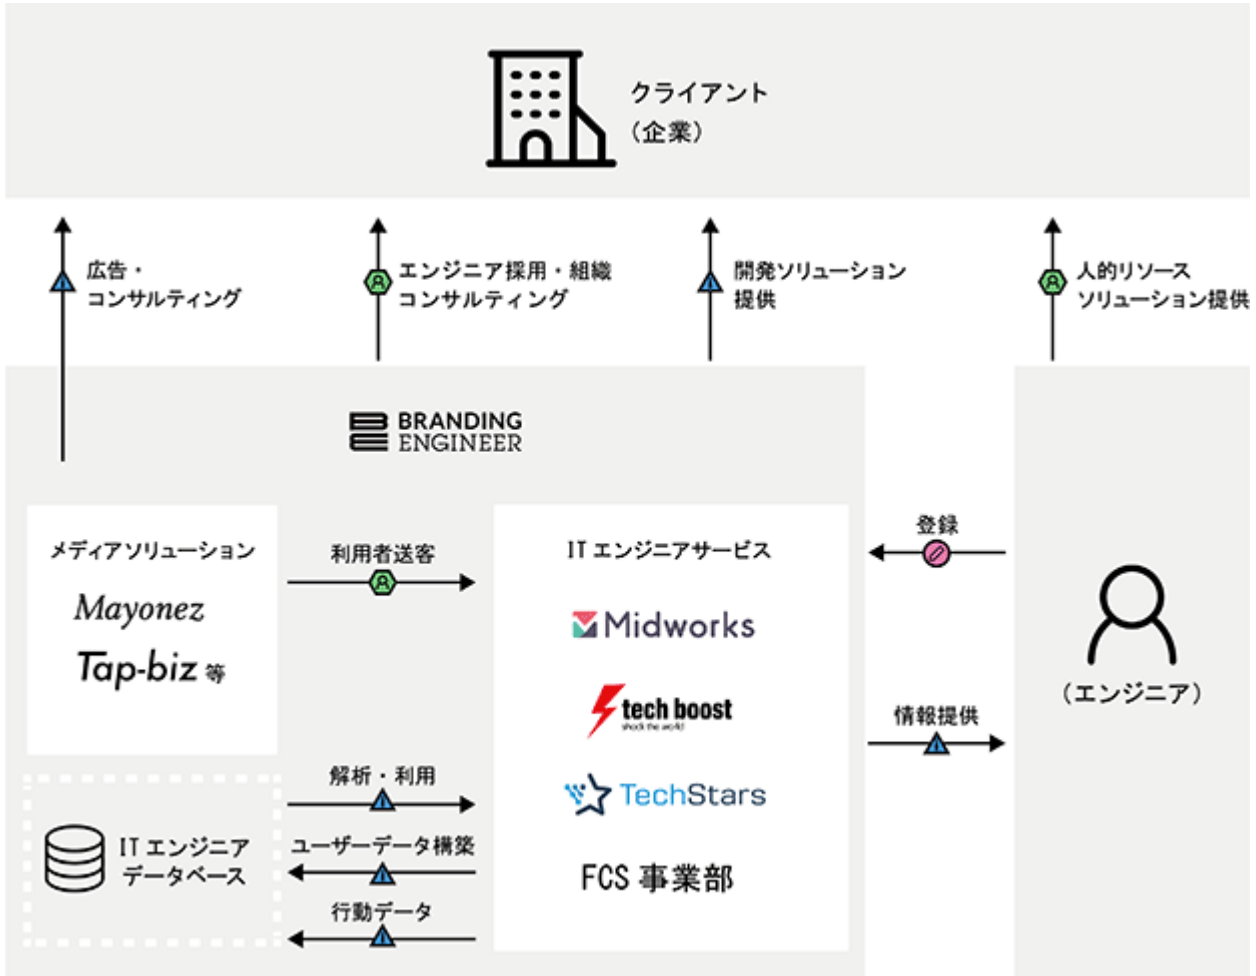 クライアント
（企業）
広告・
コンサルティング
エンジニア採用・組織
コンサルティング
開発ソリューション
提供
人的リソース
ソリューション提供
BRANDING
ENGINEER
メディアソリューション
Mayonez
Tap-biz 等
利用者送客
IT エンジニアサービス
Midworks
tech boost
shock the world
TechStars
FCS 事業部
登録
情報提供
（エンジニア）
解析・利用
ユーザーデータ構築
行動データ
IT エンジニア
データベース